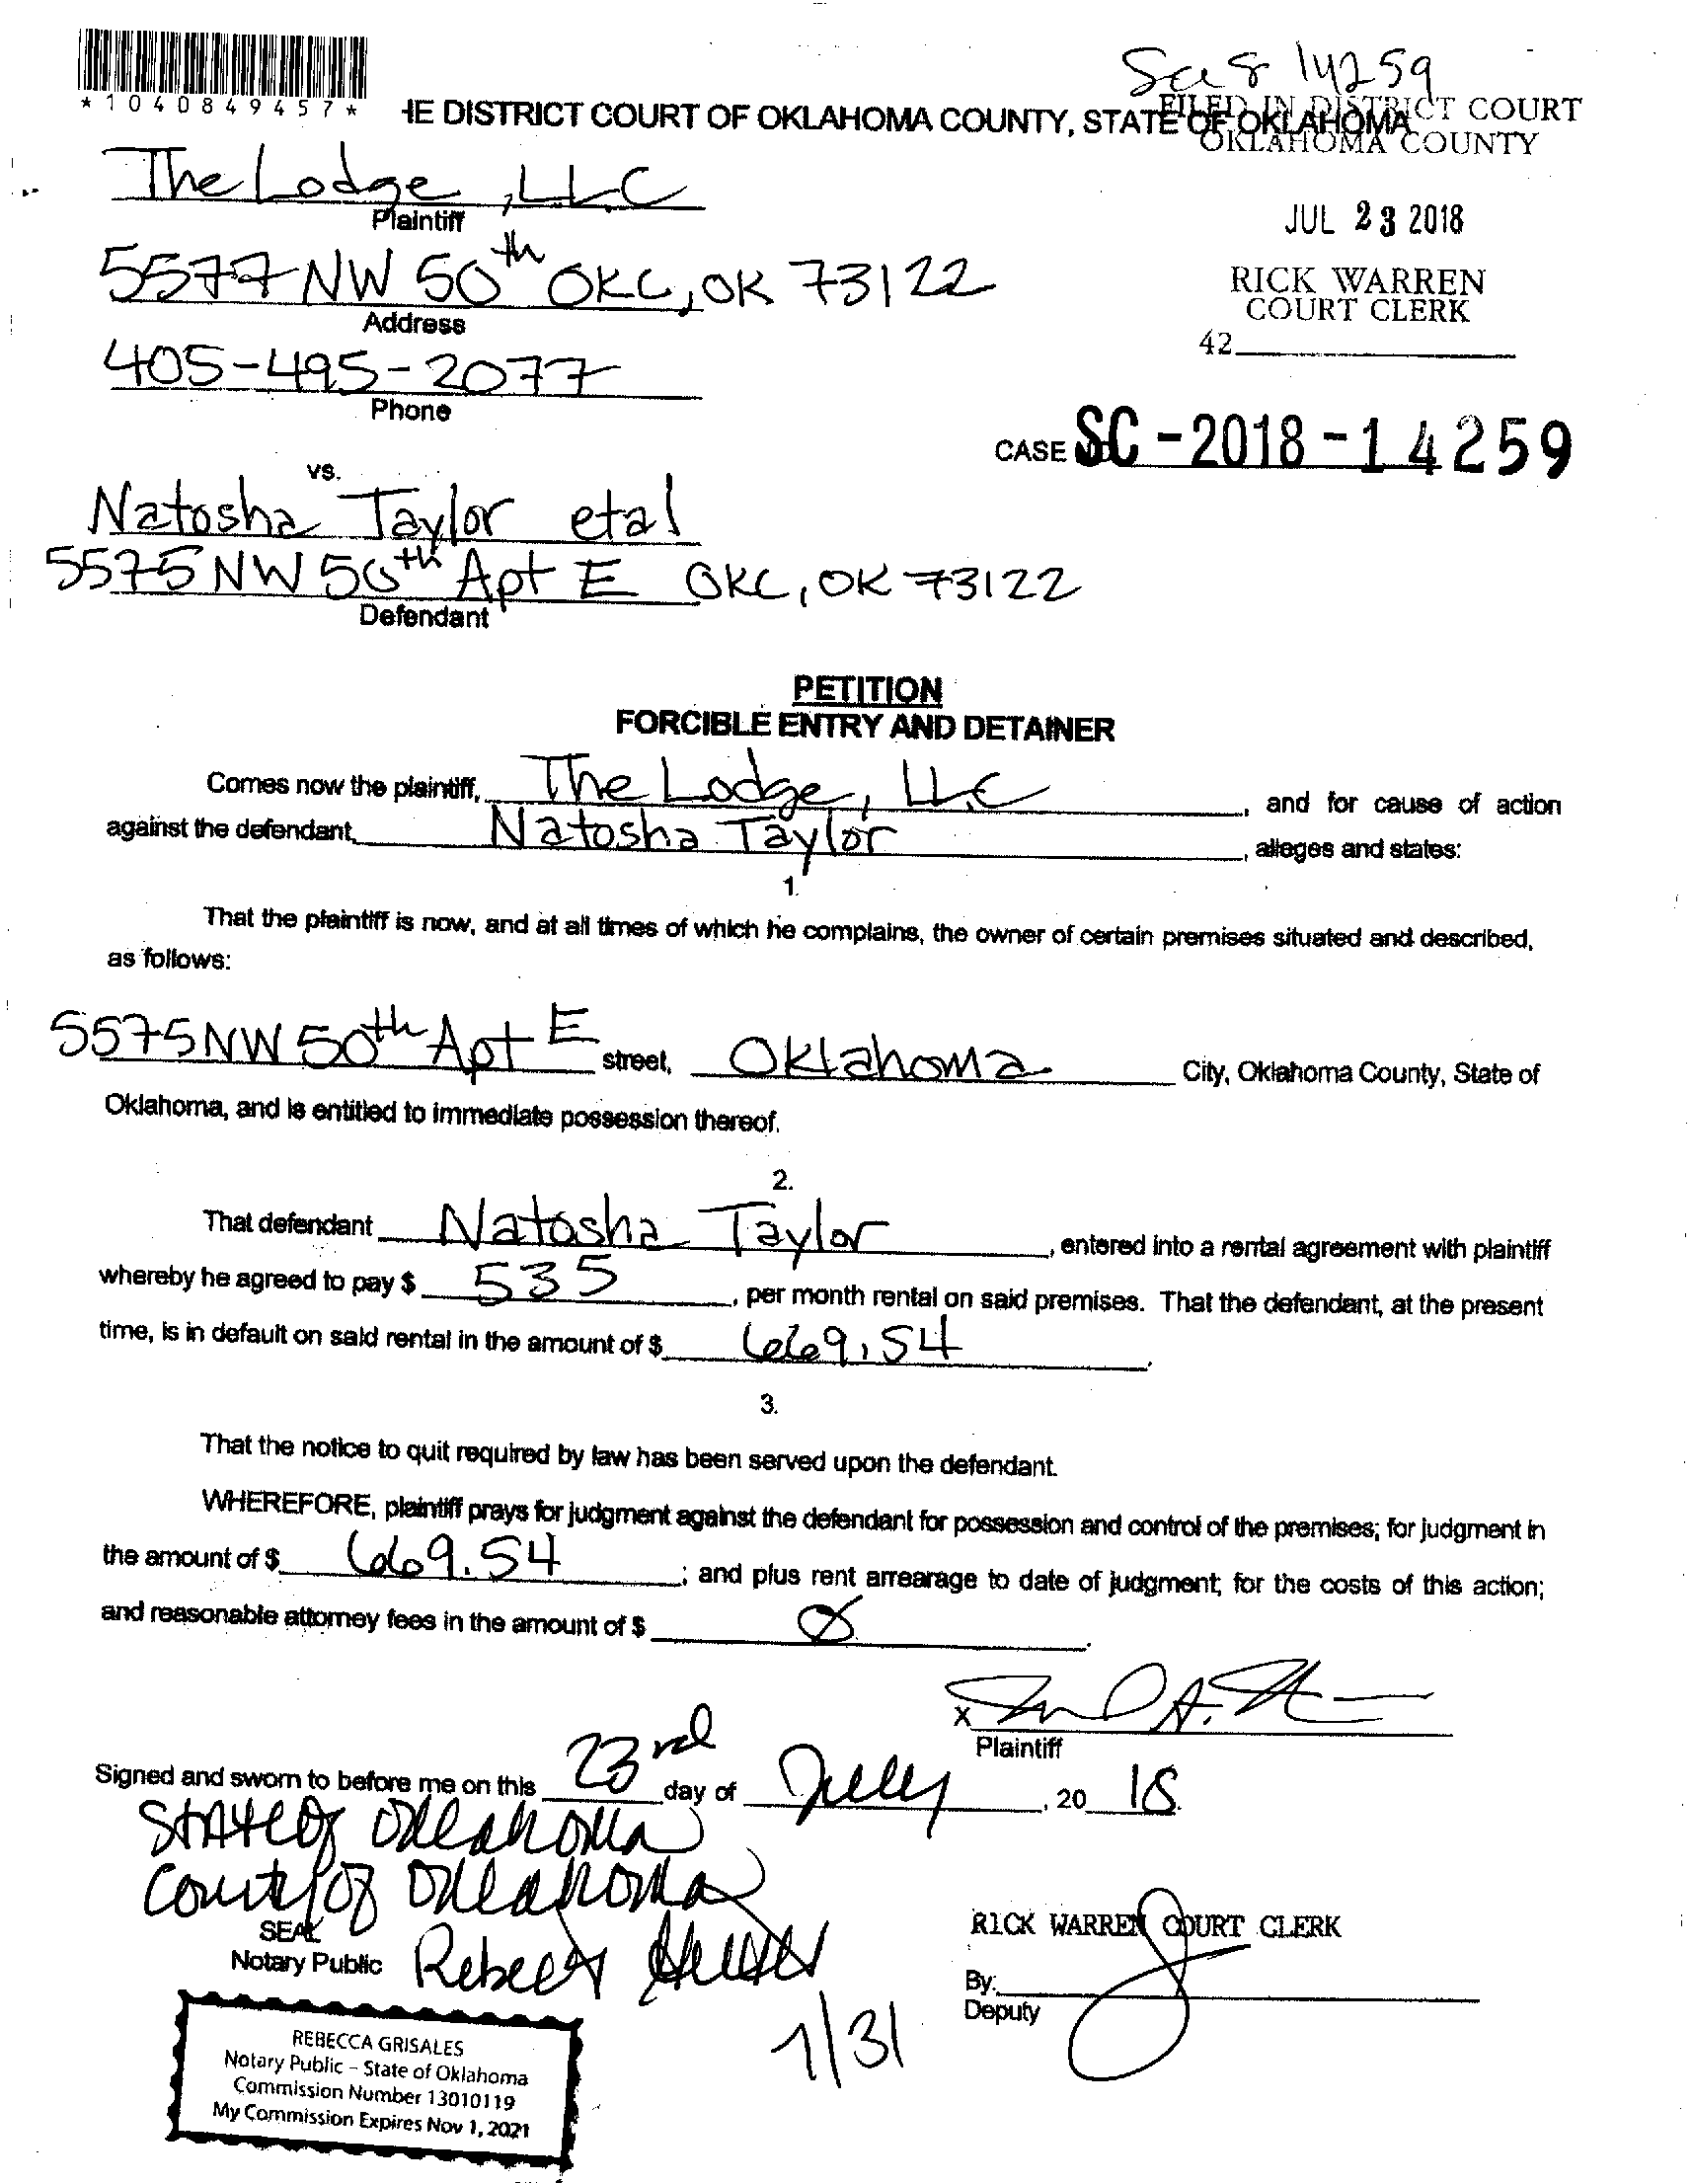 *1040849457*
Sc18 14259
HE DISTRICT COURT OF OKLAHOMA COUNTY, STATE OF OKLAHOMA
FILED IN DISTRICT COURT
OKLAHOMA COUNTY
The Lodge, LLC
Plaintiff
JUL 23 2018
5577 NW 50th OKC, OK 73122
Address
RICK WARREN
COURT CLERK
42
405-495-2077
Phone
CASE SC-2018-14259
vs.
Natosha Taylor etal
5575 NW 50th Apt E OKC, OK 73122
Defendant
PETITION
FORCIBLE ENTRY AND DETAINER
Comes now the plaintiff, The Lodge, LLC, and for cause of action
against the defendant, Natosha Taylor, alleges and states:
1.
That the plaintiff is now, and at all times of which he complains, the owner of certain premises situated and described,
as follows:
5575 NW 50th Apt E street, Oklahoma City, Oklahoma County, State of
Oklahoma, and is entitled to immediate possession thereof.
2.
That defendant Natosha Taylor, entered into a rental agreement with plaintiff
whereby he agreed to pay $ 535, per month rental on said premises. That the defendant, at the present
time, is in default on said rental in the amount of $ 669.54.
3.
That the notice to quit required by law has been served upon the defendant.
WHEREFORE, plaintiff prays for judgment against the defendant for possession and control of the premises; for judgment in
the amount of $ 669.54; and plus rent arrearage to date of judgment; for the costs of this action;
and reasonable attorney fees in the amount of $ Ø.
X
Plaintiff
Signed and sworn to before me on this 23rd day of July, 2018.
State of Oklahoma
County of Oklahoma
SEAL
Notary Public
RICK WARREN COURT CLERK
By:
Deputy
7/31
REBECCA GRISALES
Notary Public - State of Oklahoma
Commission Number 13010119
My Commission Expires Nov 1, 2021